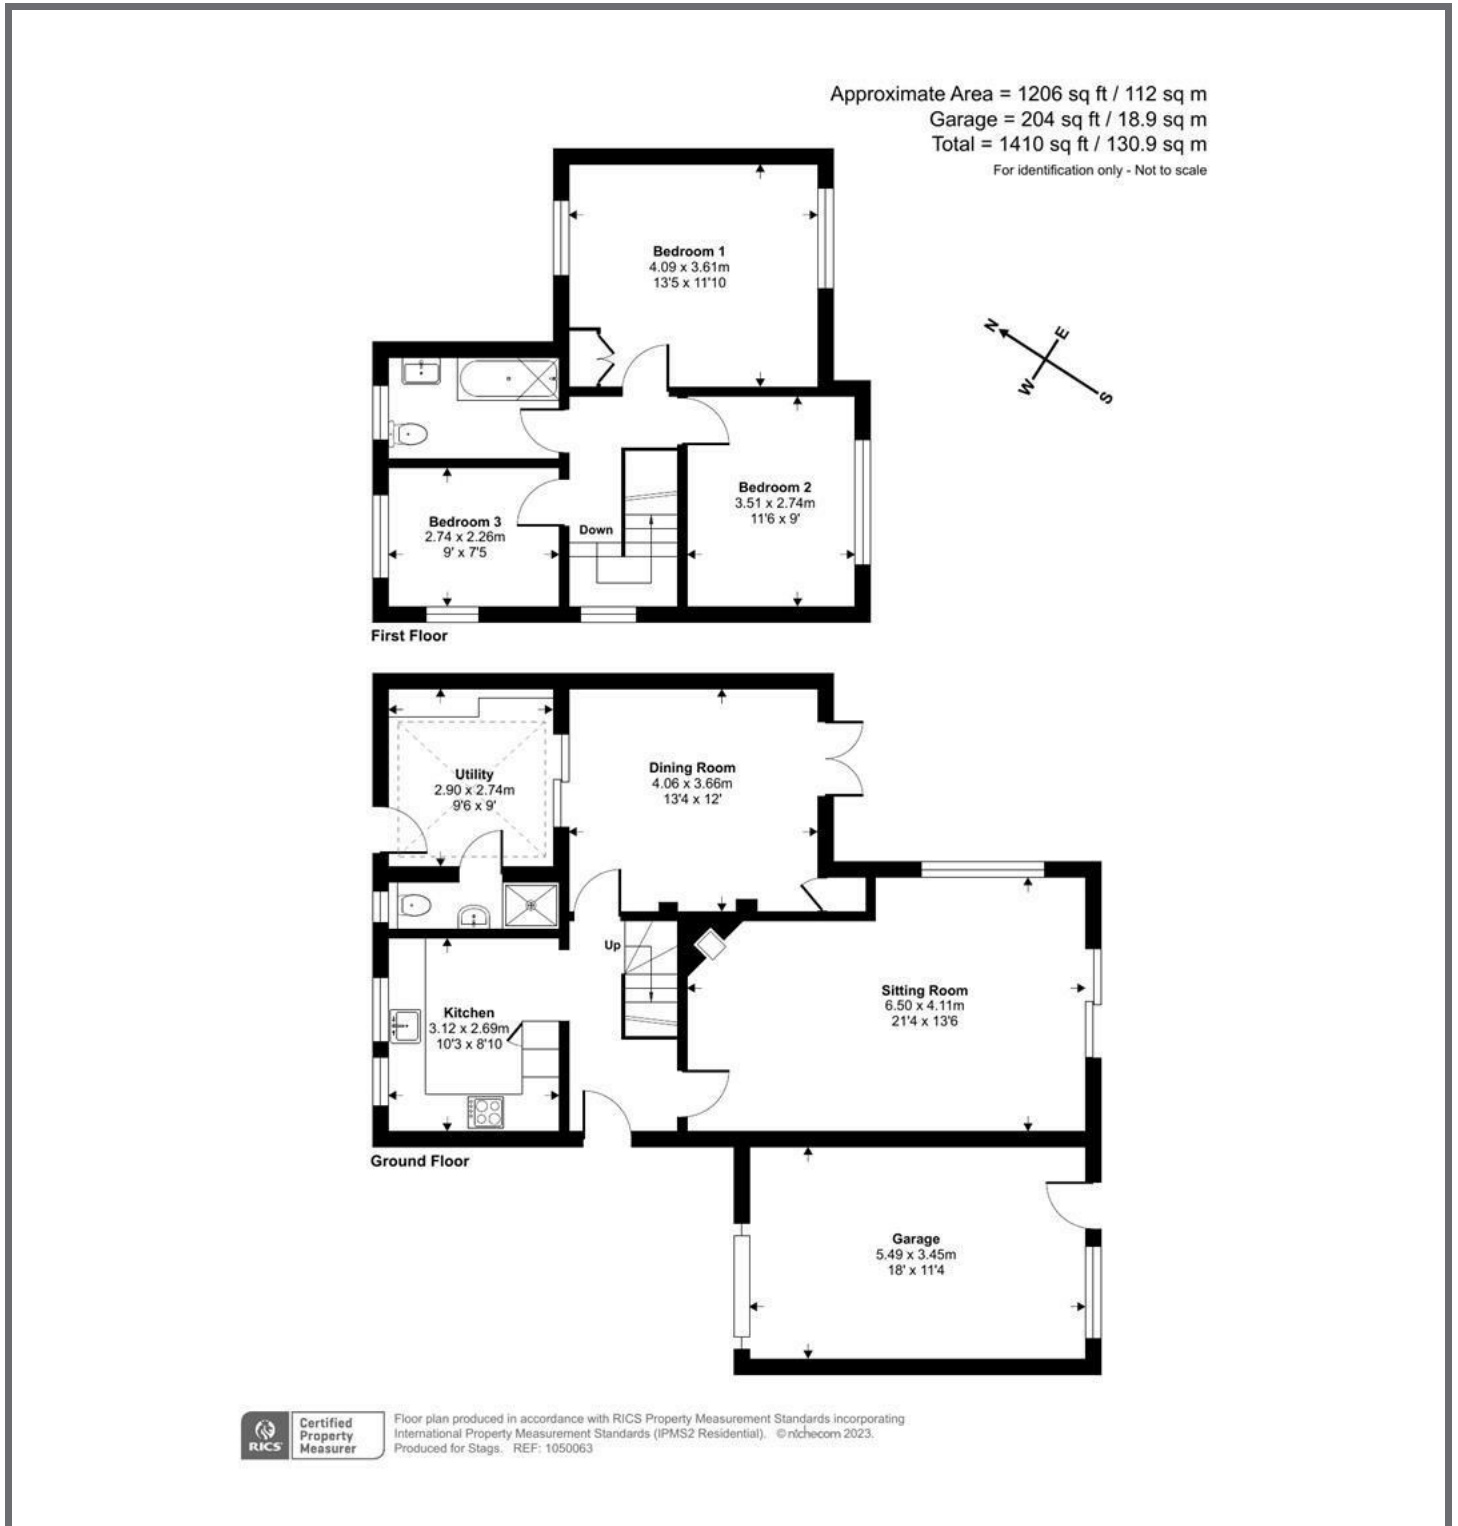 Approximate Area = 1206 sq ft / 112 sq m
Garage = 204 sq ft / 18.9 sq m
Total = 1410 sq ft / 130.9 sq m
For identification only - Not to scale
Bedroom 1
4.09 x 3.61m
13'5 x 11'10
N
E
W
S
Bedroom 2
3.51 x 2.74m
11'6 x 9'
Bedroom 3
2.74 x 2.26m
9' x 7'5
Down
First Floor
Utility
2.90 x 2.74m
9'6 x 9'
Dining Room
4.06 x 3.66m
13'4 x 12'
Up
Sitting Room
6.50 x 4.11m
21'4 x 13'6
Kitchen
3.12 x 2.69m
10'3 x 8'10
Ground Floor
Garage
5.49 x 3.45m
18' x 11'4
RICS
Certified
Property
Measurer
Floor plan produced in accordance with RICS Property Measurement Standards incorporating
International Property Measurement Standards (IPMS2 Residential). © nichecom 2023.
Produced for Stags. REF: 1050063